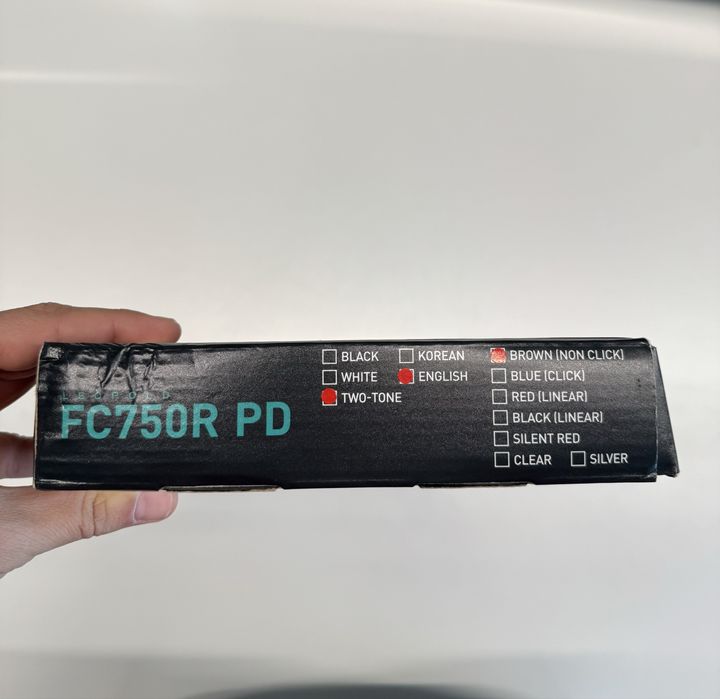 LEOPOLD
FC750R PD
BLACK
WHITE
TWO-TONE
KOREAN
ENGLISH
BROWN (NON CLICK)
BLUE (CLICK)
RED (LINEAR)
BLACK (LINEAR)
SILENT RED
CLEAR SILVER